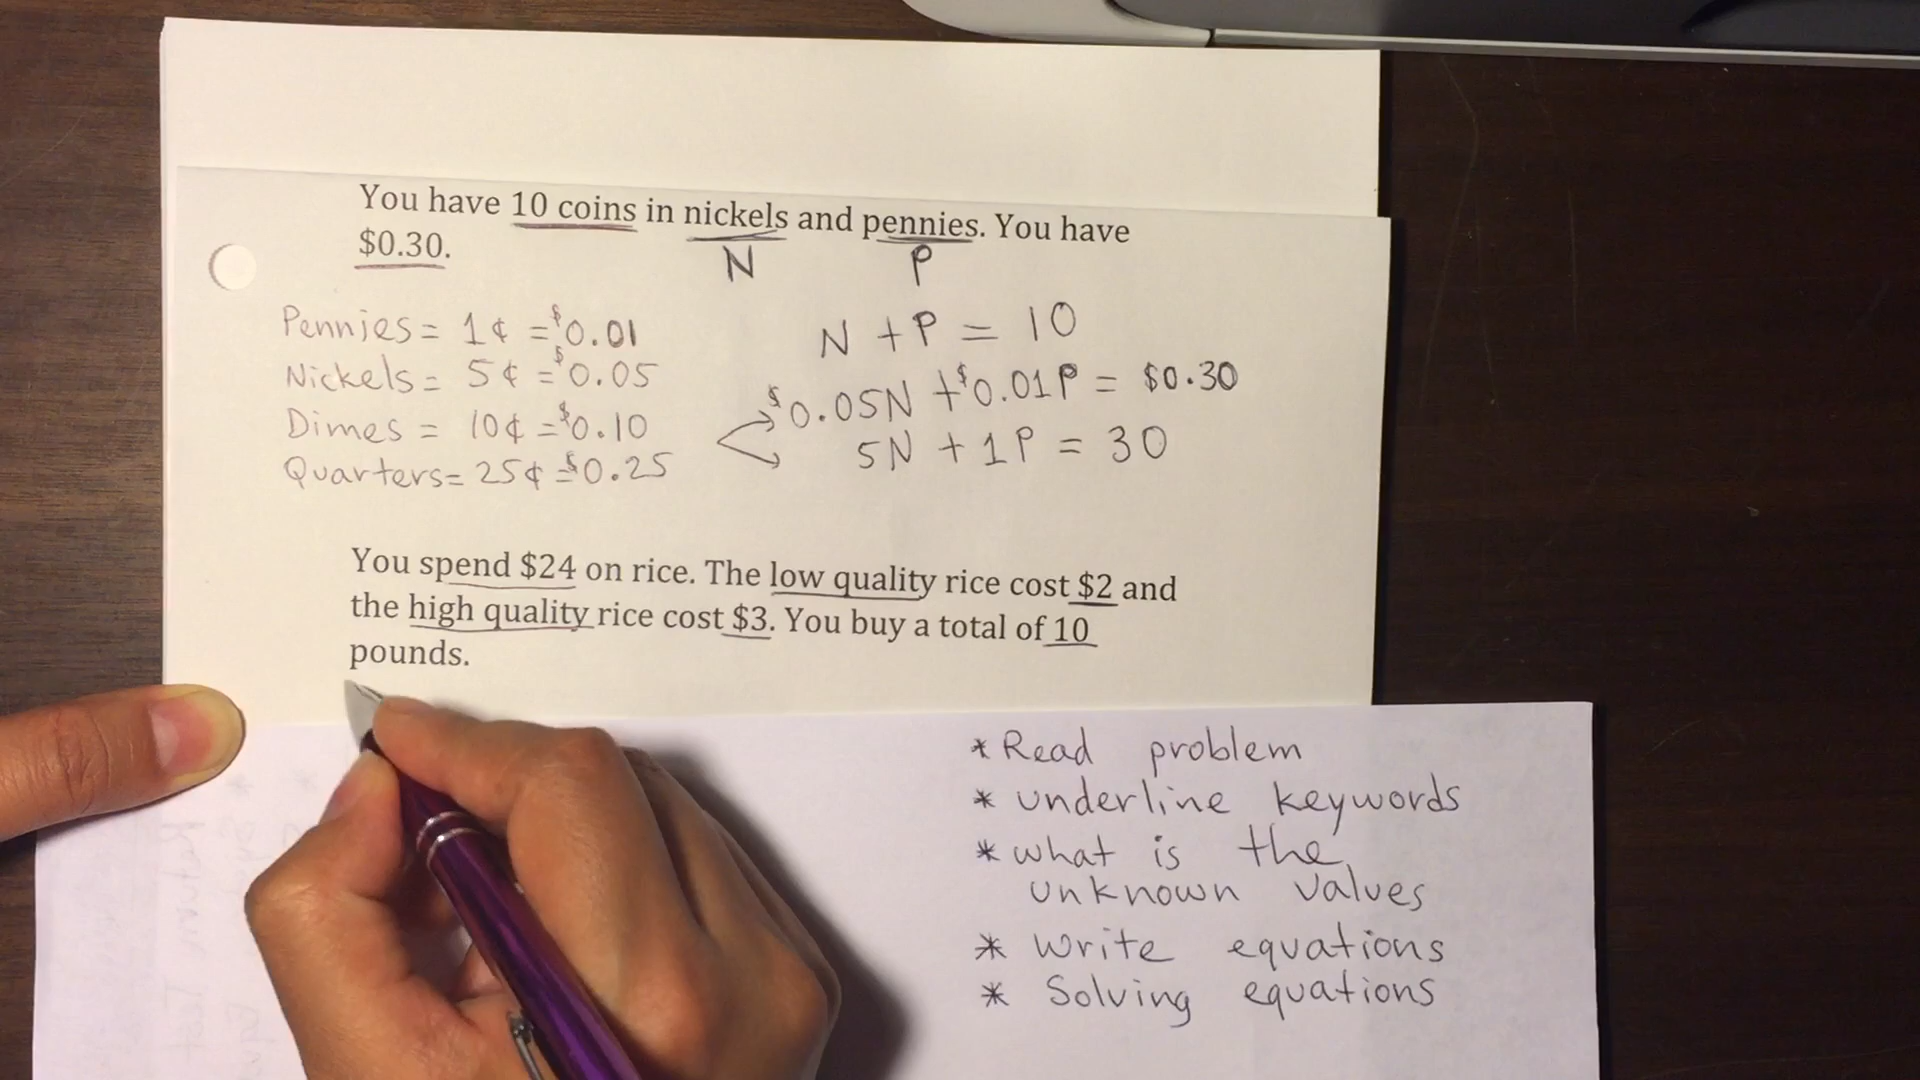 You have 10 coins in nickels and pennies. You have
$0.30.
N P
Pennies = 1¢ = $0.01
Nickels = 5¢ = $0.05
Dimes = 10¢ = $0.10
Quarters = 25¢ = $0.25
N + P = 10
$0.05N + $0.01P = $0.30
5N + 1P = 30
You spend $24 on rice. The low quality rice cost $2 and
the high quality rice cost $3. You buy a total of 10
pounds.
* Read problem
* underline keywords
* what is the
unknown values
* Write equations
* Solving equations